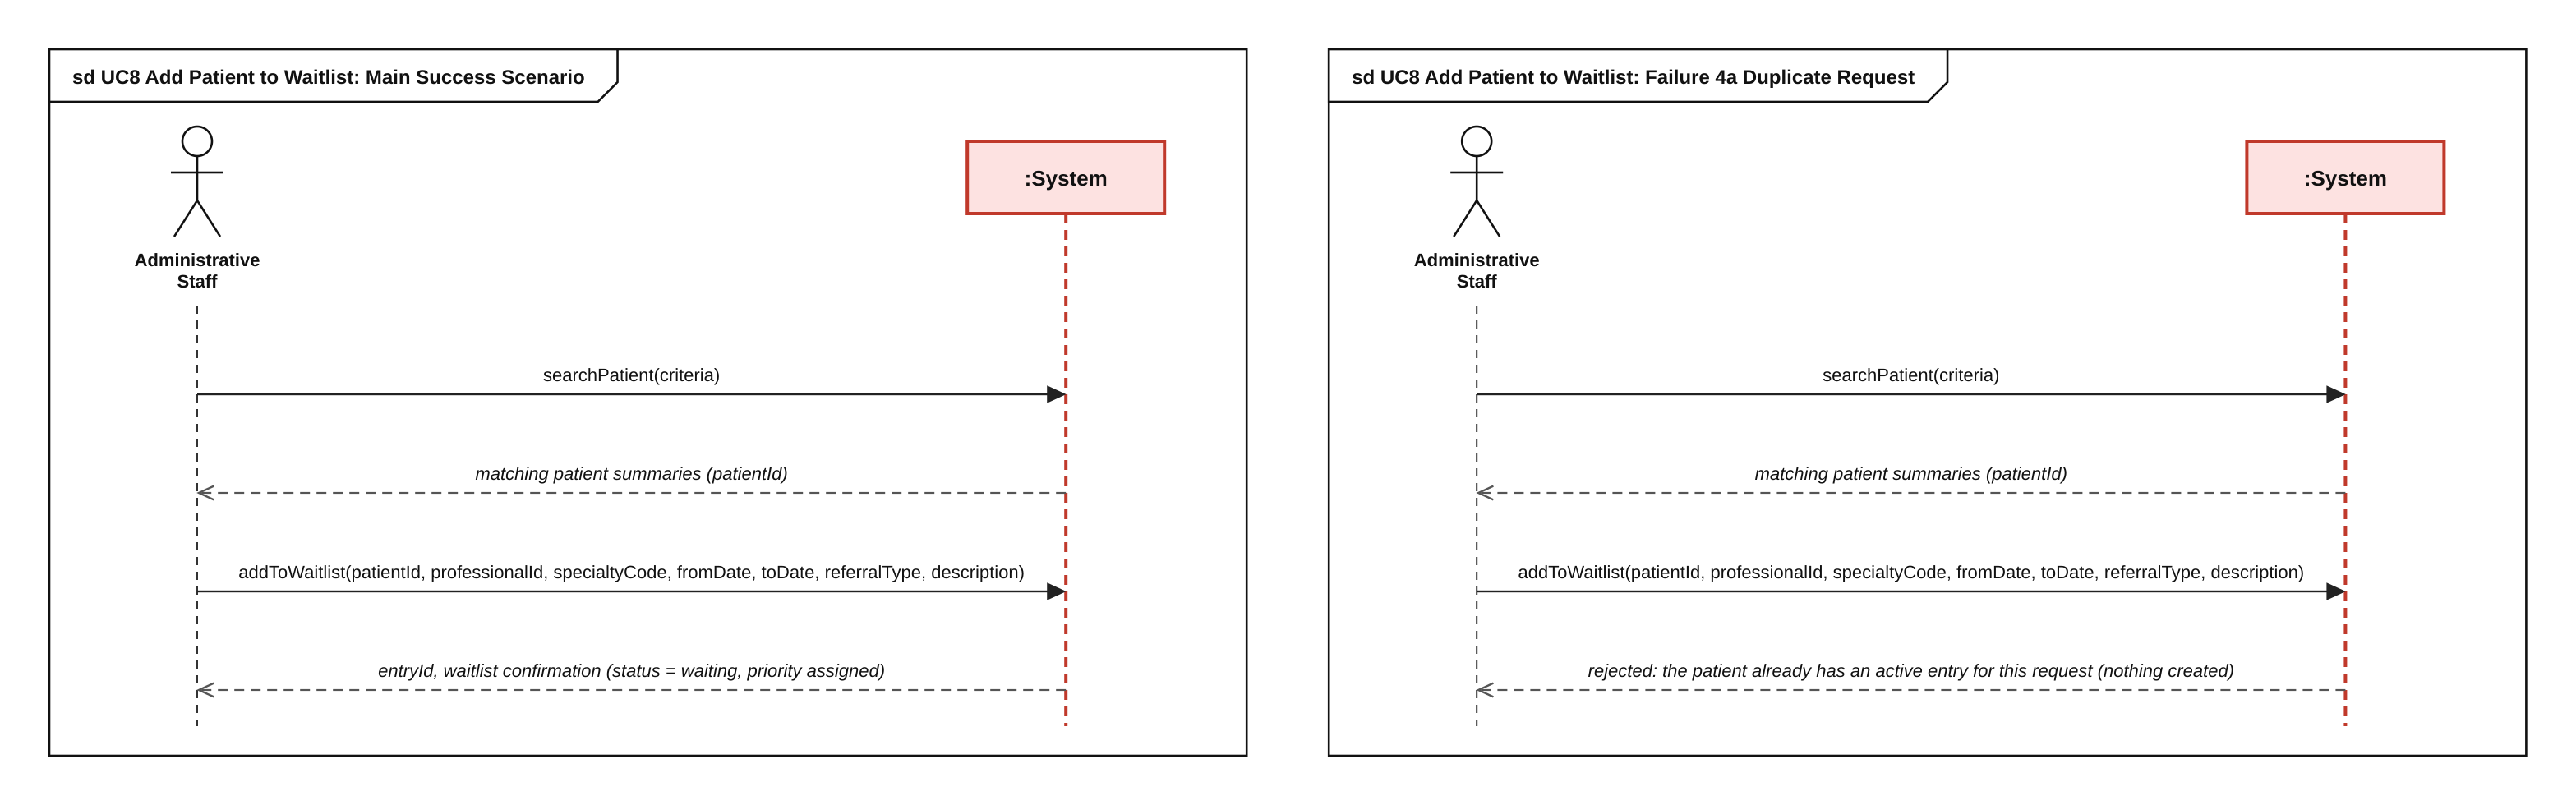 sd UC8 Add Patient to Waitlist: Main Success Scenario
:System
Administrative
Staff
searchPatient(criteria)
matching patient summaries (patientId)
addToWaitlist(patientId, professionalId, specialtyCode, fromDate, toDate, referralType, description)
entryId, waitlist confirmation (status = waiting, priority assigned)
sd UC8 Add Patient to Waitlist: Failure 4a Duplicate Request
:System
Administrative
Staff
searchPatient(criteria)
matching patient summaries (patientId)
addToWaitlist(patientId, professionalId, specialtyCode, fromDate, toDate, referralType, description)
rejected: the patient already has an active entry for this request (nothing created)